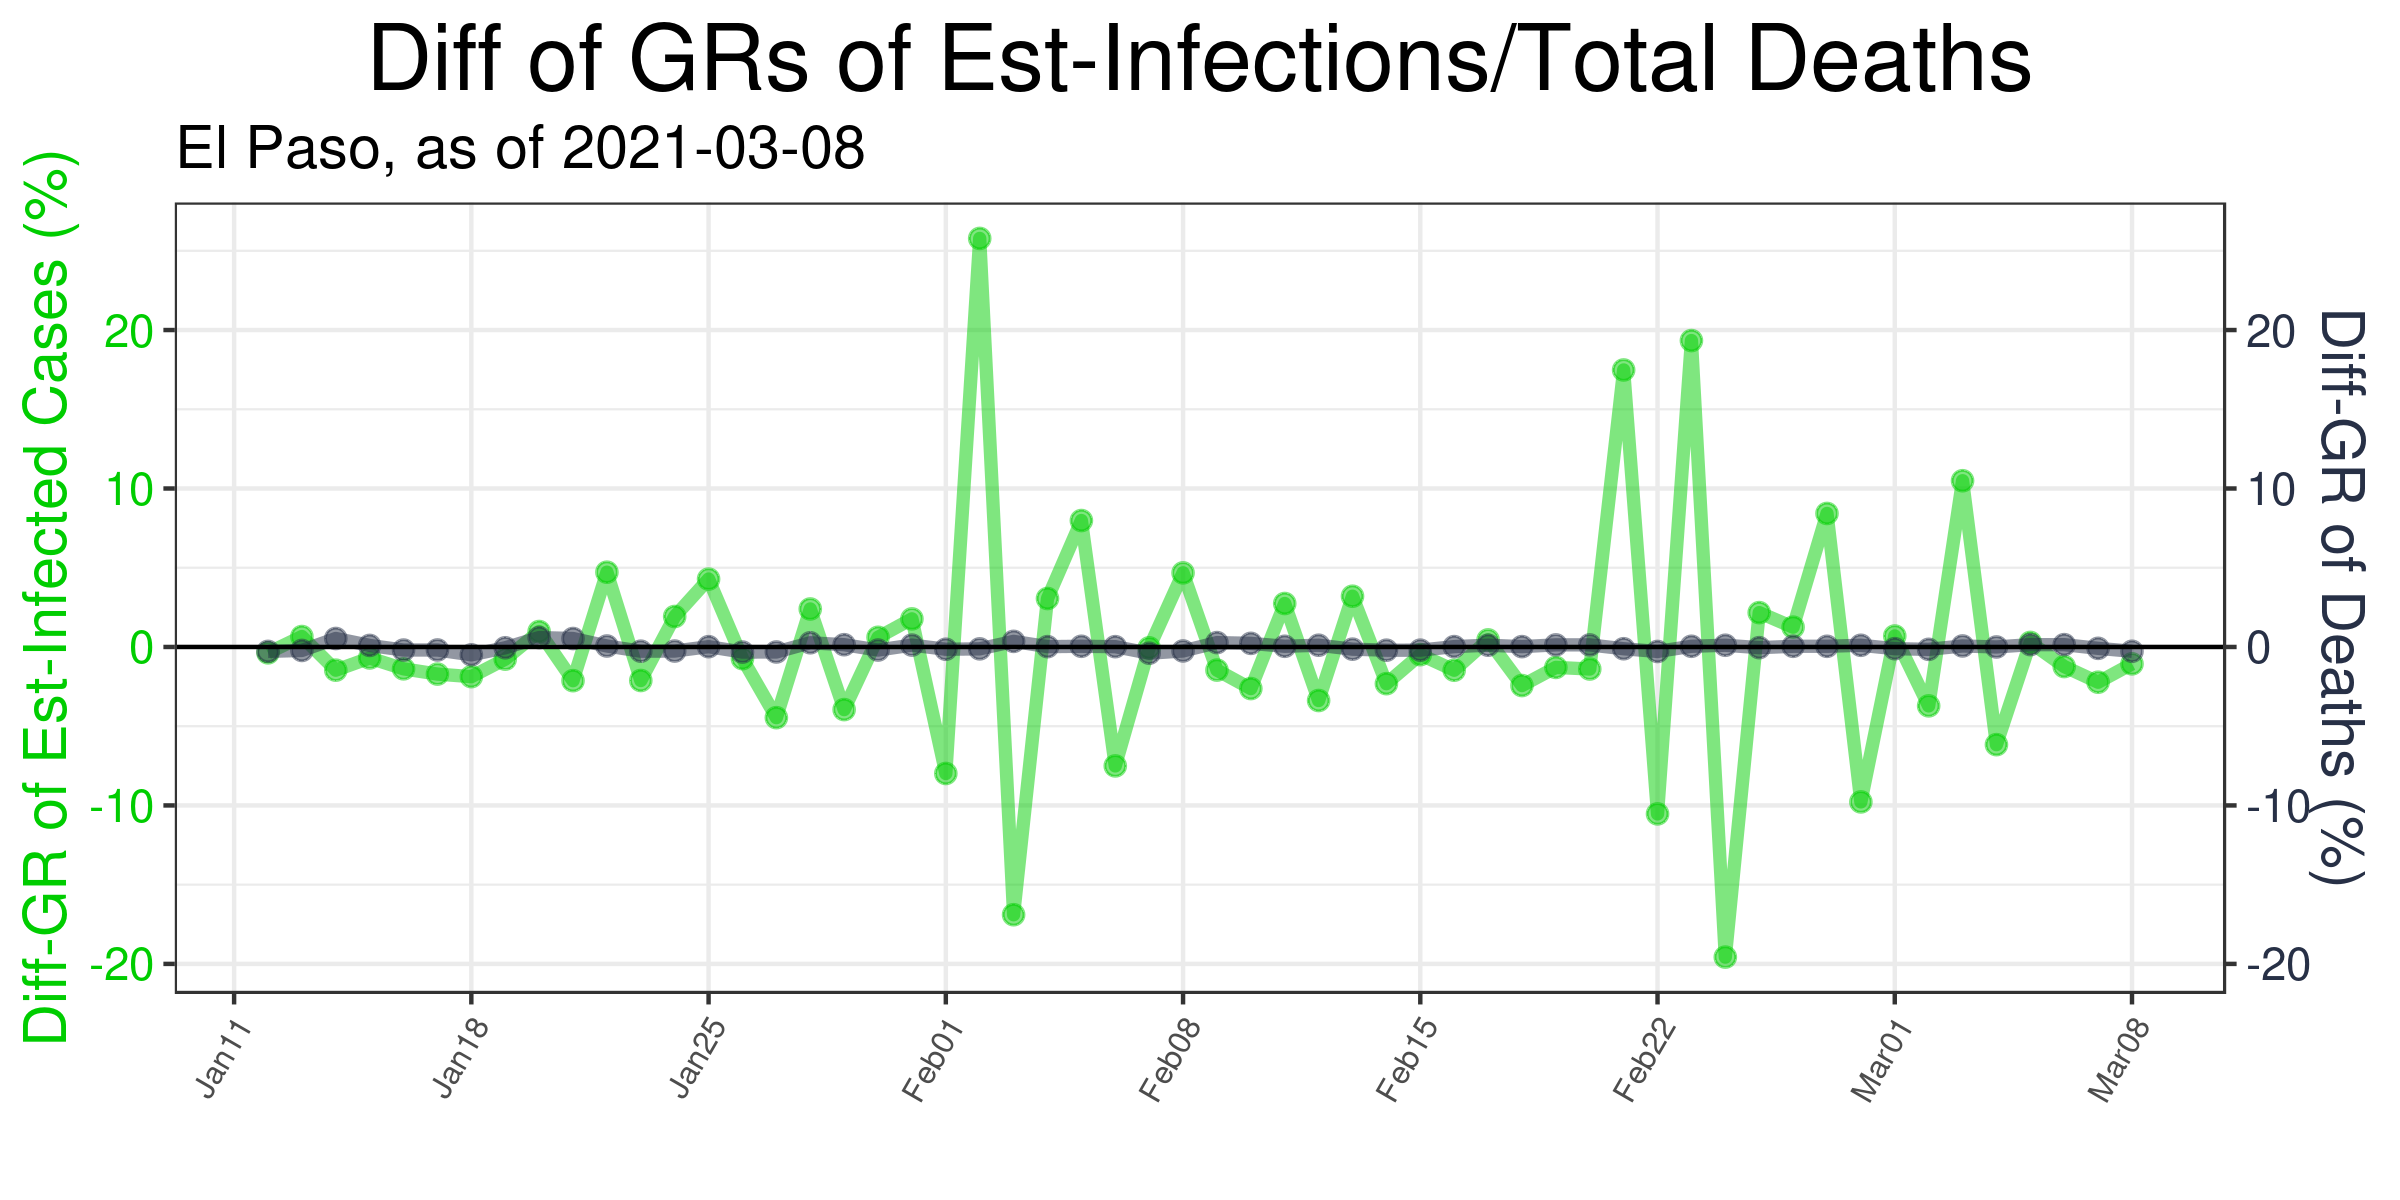 Diff of GRs of Est-Infections/Total Deaths
El Paso, as of 2021-03-08
Diff-GR of Est-Infected Cases (%)
20
10
0
-10
-20
20
10
0
-10
-20
Diff-GR of Deaths (%)
Jan11
Jan18
Jan25
Feb01
Feb08
Feb15
Feb22
Mar01
Mar08